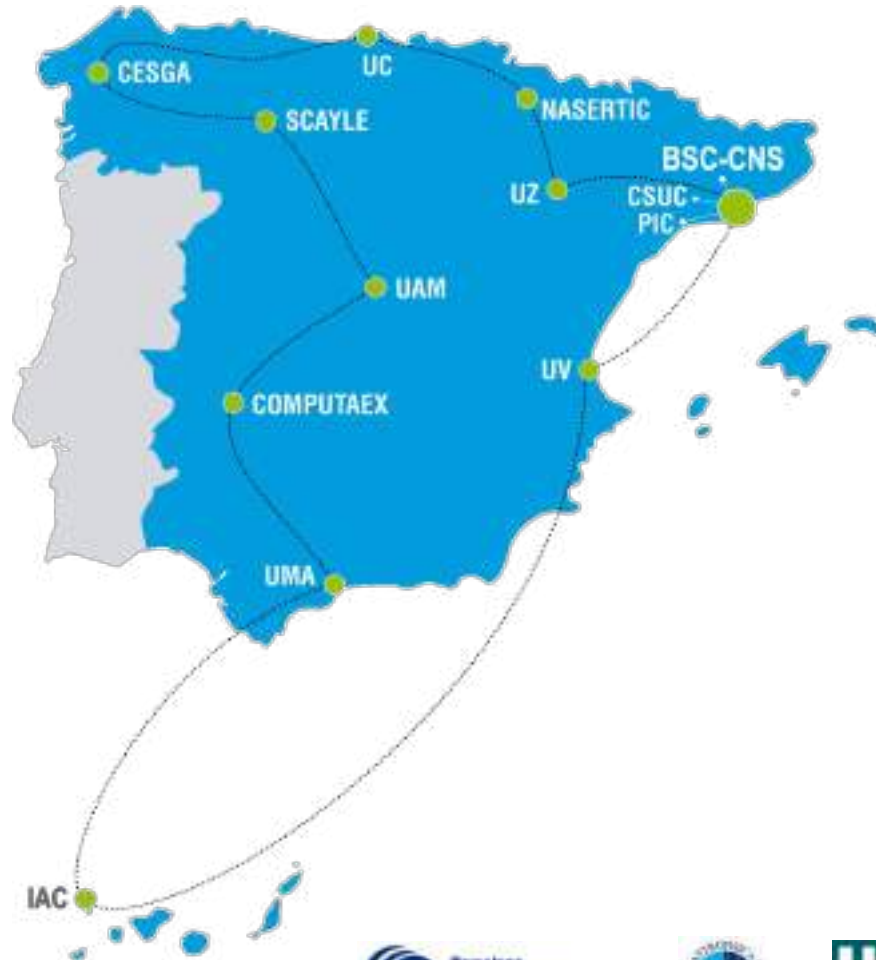 UC
CESGA
NASERTIC
SCAYLE
BSC-CNS
UZ
CSUC
PIC
UAM
UV
COMPUTAEX
UMA
IAC